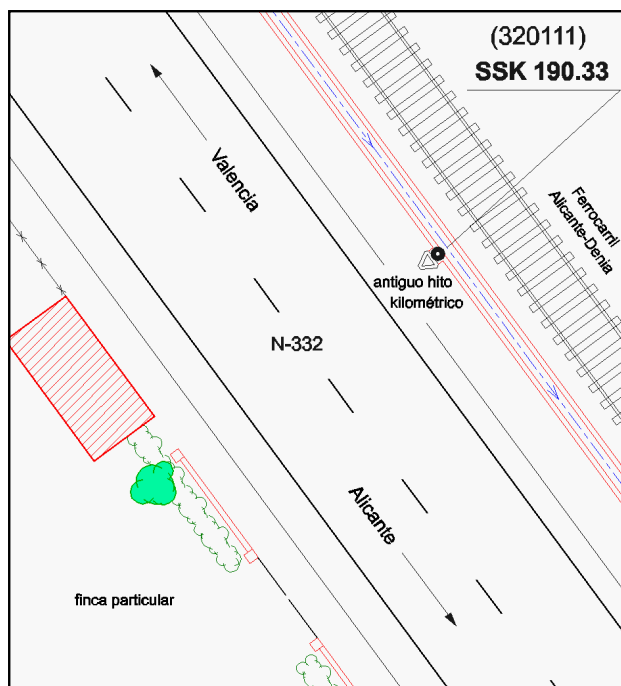 (320111)
SSK 190.33
Valencia
Ferrocarril
Alicante-Denia
antiguo hito
kilométrico
N-332
Alicante
finca particular